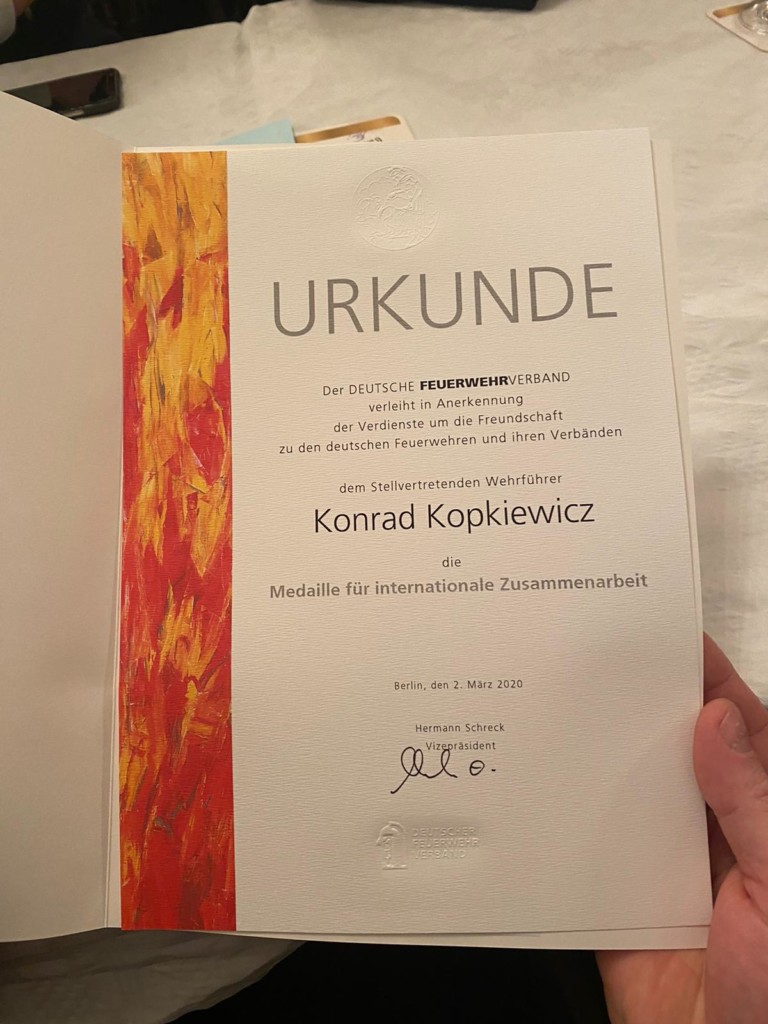 URKUNDE
Der DEUTSCHE FEUERWEHRVERBAND
verleiht in Anerkennung
der Verdienste um die Freundschaft
zu den deutschen Feuerwehren und ihren Verbänden
dem Stellvertretenden Wehrführer
Konrad Kopkiewicz
die
Medaille für internationale Zusammenarbeit
Berlin, den 2. März 2020
Hermann Schreck
Vizepräsident
DEUTSCHER
FEUERWEHR
VERBAND